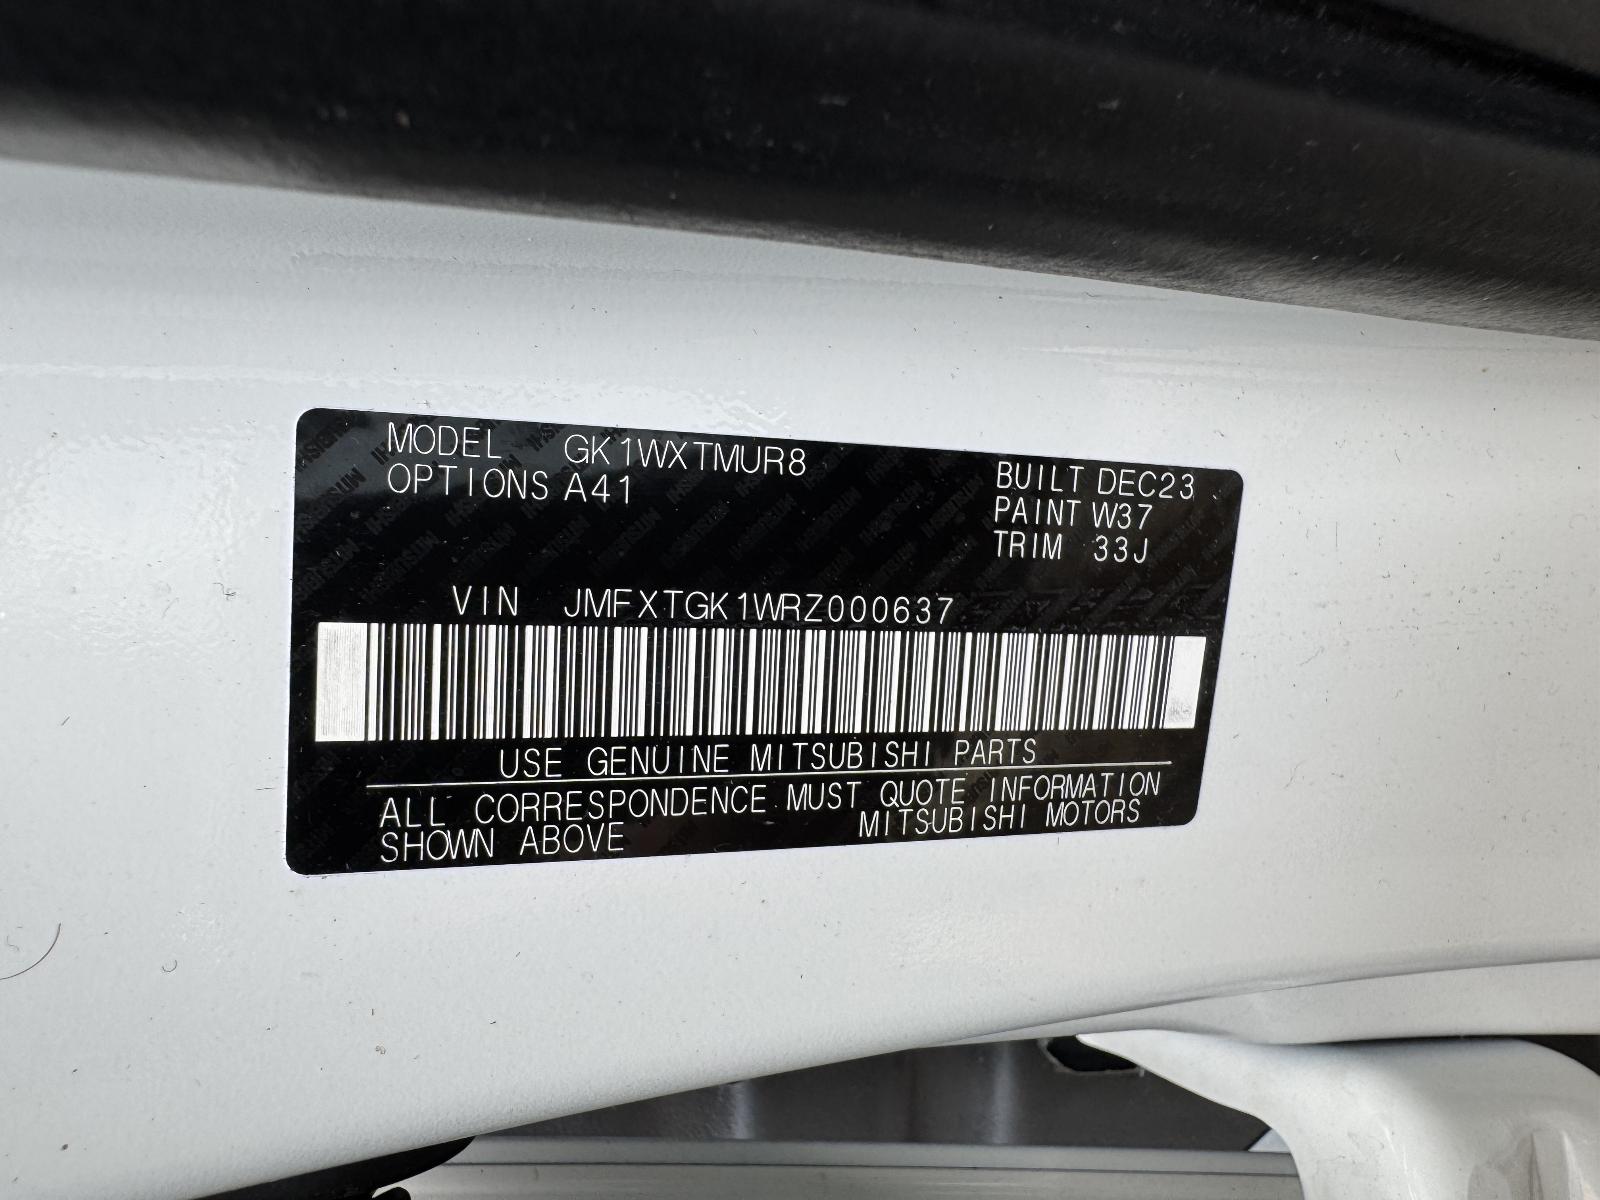 MODEL GK1WXTMUR8
OPTIONS A41
BUILT DEC23
PAINT W37
TRIM 33J
VIN JMFXTGK1WRZ000637
USE GENUINE MITSUBISHI PARTS
ALL CORRESPONDENCE MUST QUOTE INFORMATION
SHOWN ABOVE MITSUBISHI MOTORS